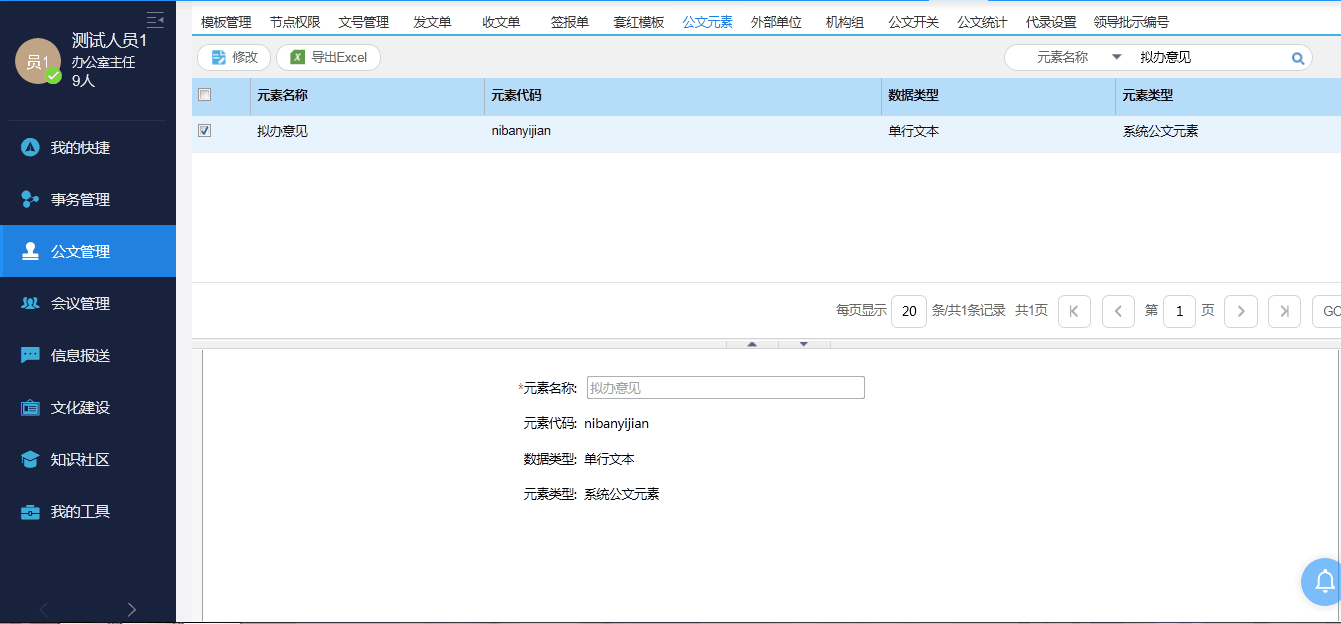 员1
测试人员1
办公室主任
9人
我的快捷
事务管理
公文管理
会议管理
信息报送
文化建设
知识社区
我的工具
模板管理 节点权限 文号管理 发文单 收文单 签报单 套红模板 公文元素 外部单位 机构组 公文开关 公文统计 代录设置 领导批示编号
修改 导出Excel 元素名称 拟办意见
元素名称 元素代码 数据类型 元素类型
拟办意见 nibanyijian 单行文本 系统公文元素
每页显示 20 条/共1条记录 共1页 第 1 页 GO
*元素名称: 拟办意见
元素代码: nibanyijian
数据类型: 单行文本
元素类型: 系统公文元素